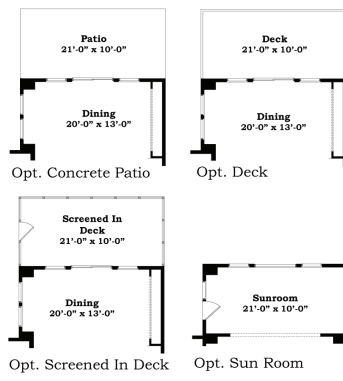 Patio
21'-0" x 10'-0"
Dining
20'-0" x 13'-0"
Opt. Concrete Patio
Deck
21'-0" x 10'-0"
Dining
20'-0" x 13'-0"
Opt. Deck
Screened In
Deck
21'-0" x 10'-0"
Dining
20'-0" x 13'-0"
Opt. Screened In Deck
Sunroom
21'-0" x 10'-0"
Opt. Sun Room